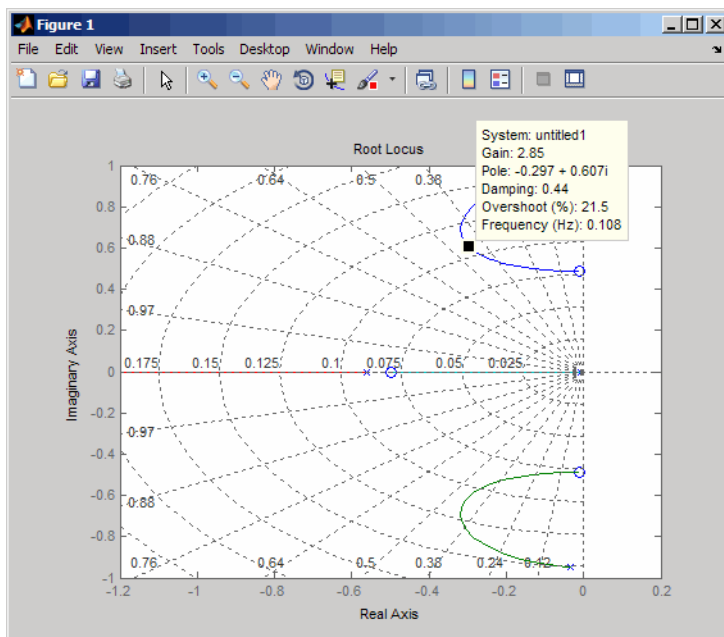 Figure 1
File Edit View Insert Tools Desktop Window Help
System: untitled1
Gain: 2.85
Pole: -0.297 + 0.607i
Damping: 0.44
Overshoot (%): 21.5
Frequency (Hz): 0.108
Root Locus
1
0.76 0.64 0.5 0.38
0.8
0.88
0.6
0.4
0.97
0.2
0.175 0.15 0.125 0.1 0.075 0.05 0.025
0
Imaginary Axis
-0.2
0.97
-0.4
0.88
-0.6
-0.8
0.76 0.64 0.5 0.38 0.24 0.12
-1
-1.2 -1 -0.8 -0.6 -0.4 -0.2 0 0.2
Real Axis